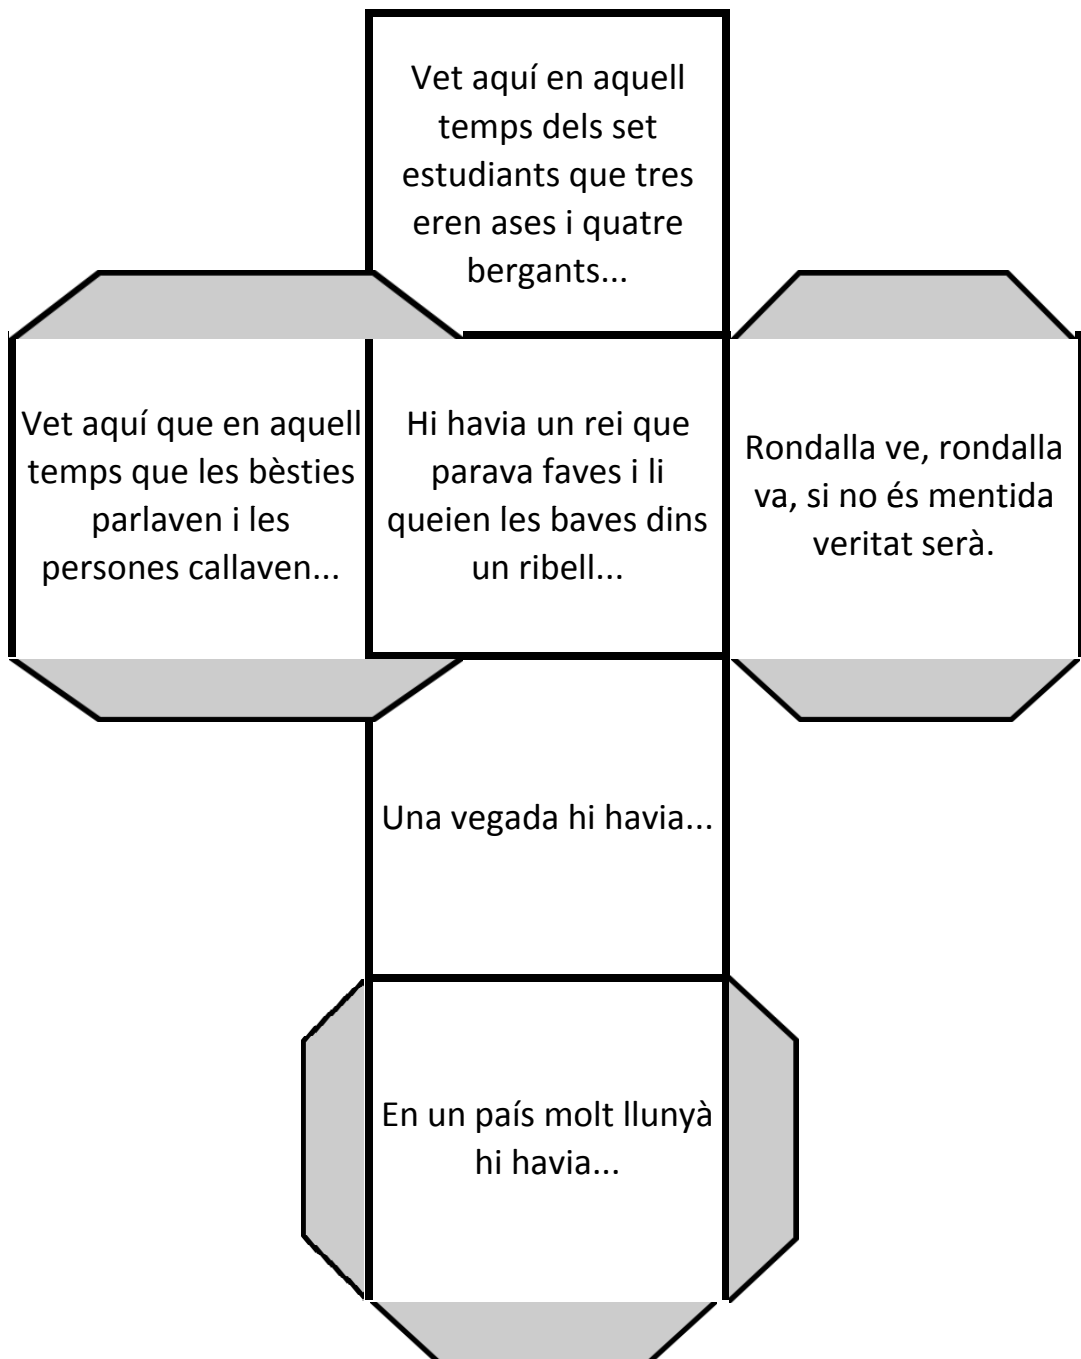 Vet aquí en aquell
temps dels set
estudiants que tres
eren ases i quatre
bergants...
Vet aquí que en aquell
temps que les bèsties
parlaven i les
persones callaven...
Hi havia un rei que
parava faves i li
queien les baves dins
un ribell...
Rondalla ve, rondalla
va, si no és mentida
veritat serà.
Una vegada hi havia...
En un país molt llunyà
hi havia...